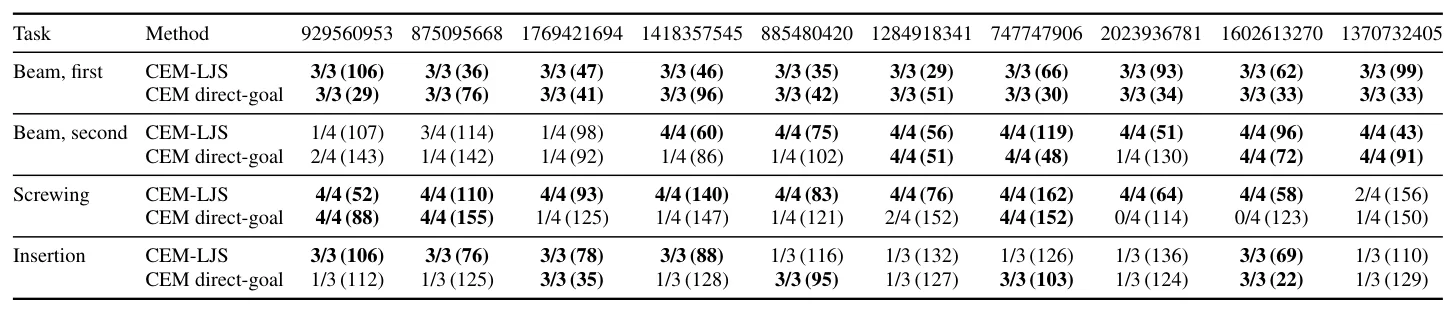 Task Method 929560953 875095668 1769421694 1418357545 885480420 1284918341 747747906 2023936781 1602613270 1370732405
Beam, first CEM-LJS 3/3 (106) 3/3 (36) 3/3 (47) 3/3 (46) 3/3 (35) 3/3 (29) 3/3 (66) 3/3 (93) 3/3 (62) 3/3 (99)
CEM direct-goal 3/3 (29) 3/3 (76) 3/3 (41) 3/3 (96) 3/3 (42) 3/3 (51) 3/3 (30) 3/3 (34) 3/3 (33) 3/3 (33)
Beam, second CEM-LJS 1/4 (107) 3/4 (114) 1/4 (98) 4/4 (60) 4/4 (75) 4/4 (56) 4/4 (119) 4/4 (51) 4/4 (96) 4/4 (43)
CEM direct-goal 2/4 (143) 1/4 (142) 1/4 (92) 1/4 (86) 1/4 (102) 4/4 (51) 4/4 (48) 1/4 (130) 4/4 (72) 4/4 (91)
Screwing CEM-LJS 4/4 (52) 4/4 (110) 4/4 (93) 4/4 (140) 4/4 (83) 4/4 (76) 4/4 (162) 4/4 (64) 4/4 (58) 2/4 (156)
CEM direct-goal 4/4 (88) 4/4 (155) 1/4 (125) 1/4 (147) 1/4 (121) 2/4 (152) 4/4 (152) 0/4 (114) 0/4 (123) 1/4 (150)
Insertion CEM-LJS 3/3 (106) 3/3 (76) 3/3 (78) 3/3 (88) 1/3 (116) 1/3 (132) 1/3 (126) 1/3 (136) 3/3 (69) 1/3 (110)
CEM direct-goal 1/3 (112) 1/3 (125) 3/3 (35) 1/3 (128) 3/3 (95) 1/3 (127) 3/3 (103) 1/3 (124) 3/3 (22) 1/3 (129)